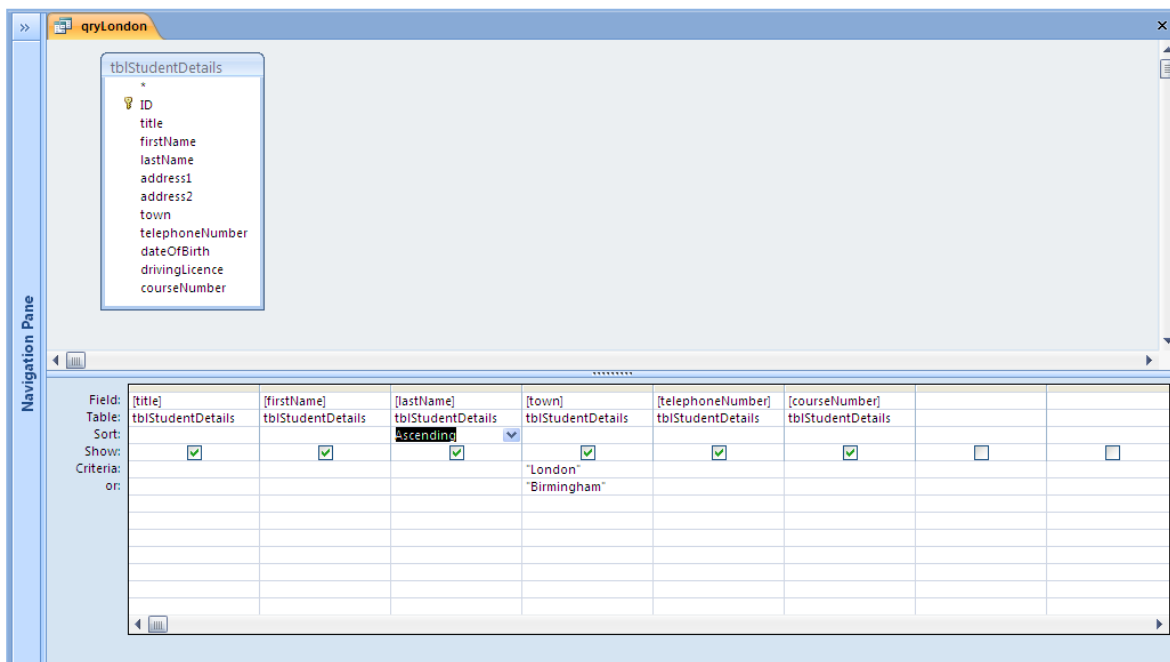 qryLondon
tblStudentDetails
*
ID
title
firstName
lastName
address1
address2
town
telephoneNumber
dateOfBirth
drivingLicence
courseNumber
Navigation Pane
Field: [title] [firstName] [lastName] [town] [telephoneNumber] [courseNumber]
Table: tblStudentDetails tblStudentDetails tblStudentDetails tblStudentDetails tblStudentDetails tblStudentDetails
Sort: Ascending
Show:
Criteria: "London"
or: "Birmingham"